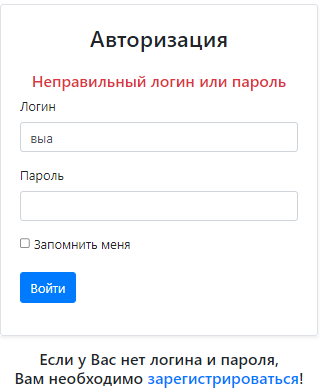 Авторизация
Неправильный логин или пароль
Логин
выа
Пароль
Запомнить меня
Войти
Если у Вас нет логина и пароля,
Вам необходимо зарегистрироваться!